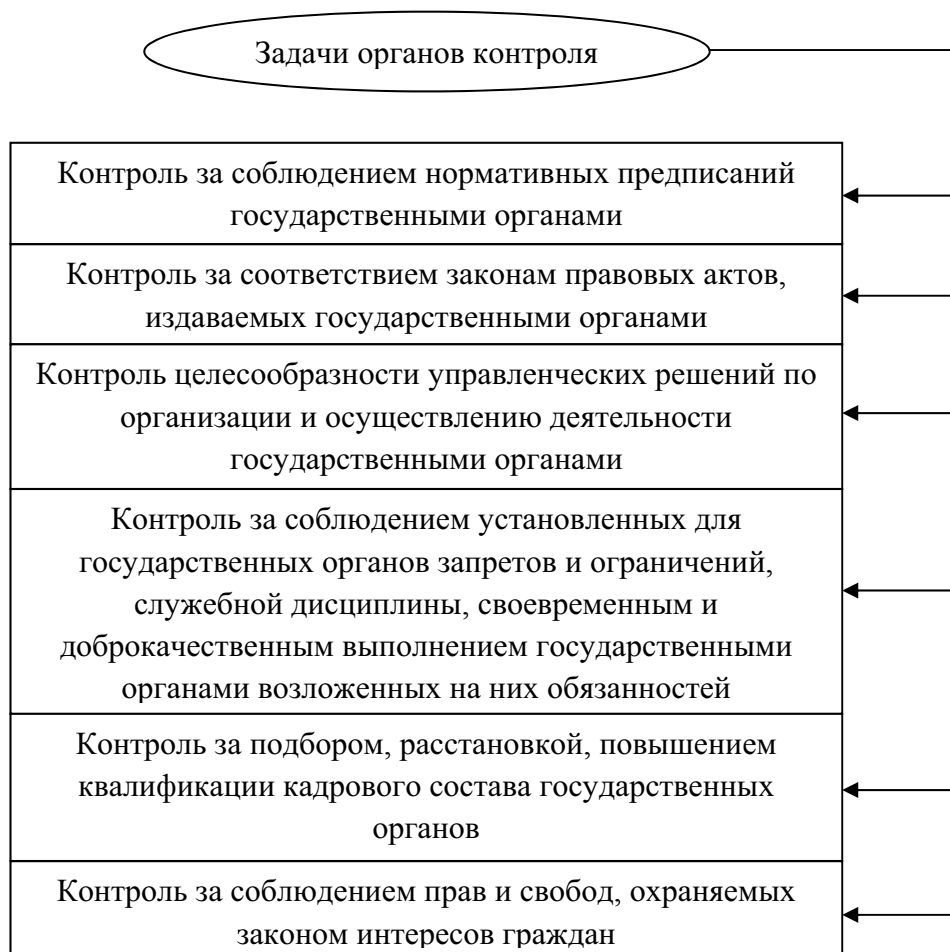 Задачи органов контроля
Контроль за соблюдением нормативных предписаний
государственными органами
Контроль за соответствием законам правовых актов,
издаваемых государственными органами
Контроль целесообразности управленческих решений по
организации и осуществлению деятельности
государственными органами
Контроль за соблюдением установленных для
государственных органов запретов и ограничений,
служебной дисциплины, своевременным и
доброкачественным выполнением государственными
органами возложенных на них обязанностей
Контроль за подбором, расстановкой, повышением
квалификации кадрового состава государственных
органов
Контроль за соблюдением прав и свобод, охраняемых
законом интересов граждан